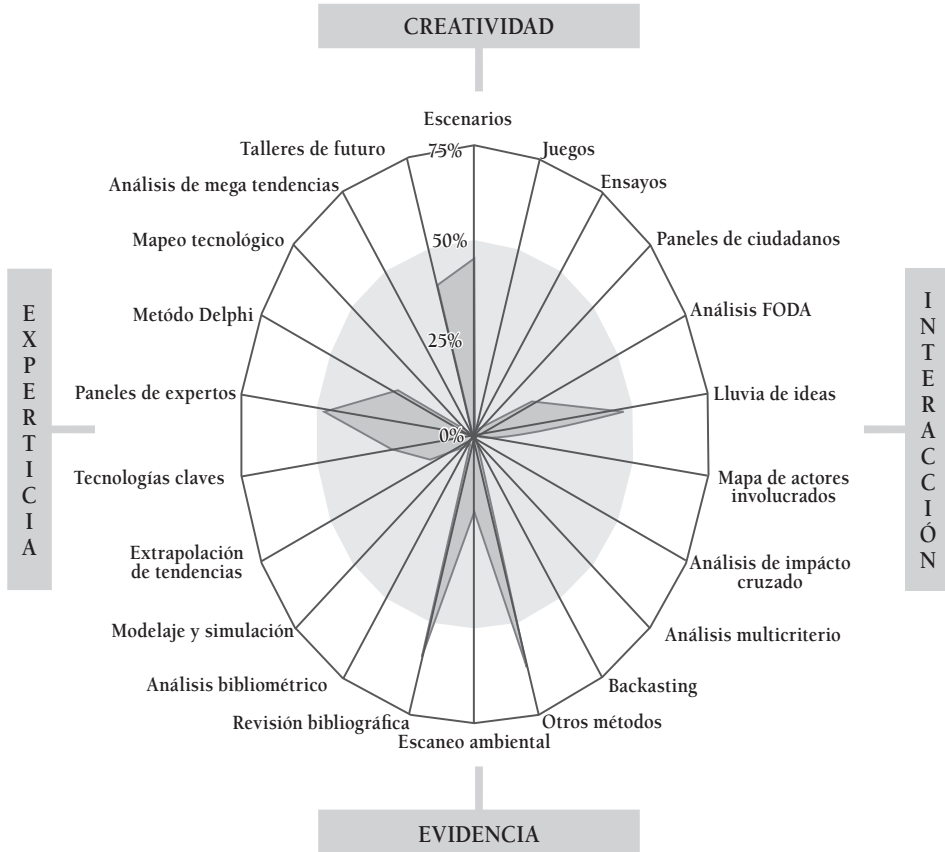 CREATIVIDAD
Escenarios
Talleres de futuro
75%
Juegos
Análisis de mega tendencias
Ensayos
Mapeo tecnológico
50%
Paneles de ciudadanos
EXPERTICIA
INTERACCIÓN
Metódo Delphi
Análisis FODA
25%
Paneles de expertos
Lluvia de ideas
0%
Tecnologías claves
Mapa de actores
involucrados
Extrapolación
de tendencias
Análisis de impácto
cruzado
Modelaje y simulación
Análisis multicriterio
Análisis bibliométrico
Backasting
Revisión bibliográfica
Otros métodos
Escaneo ambiental
EVIDENCIA